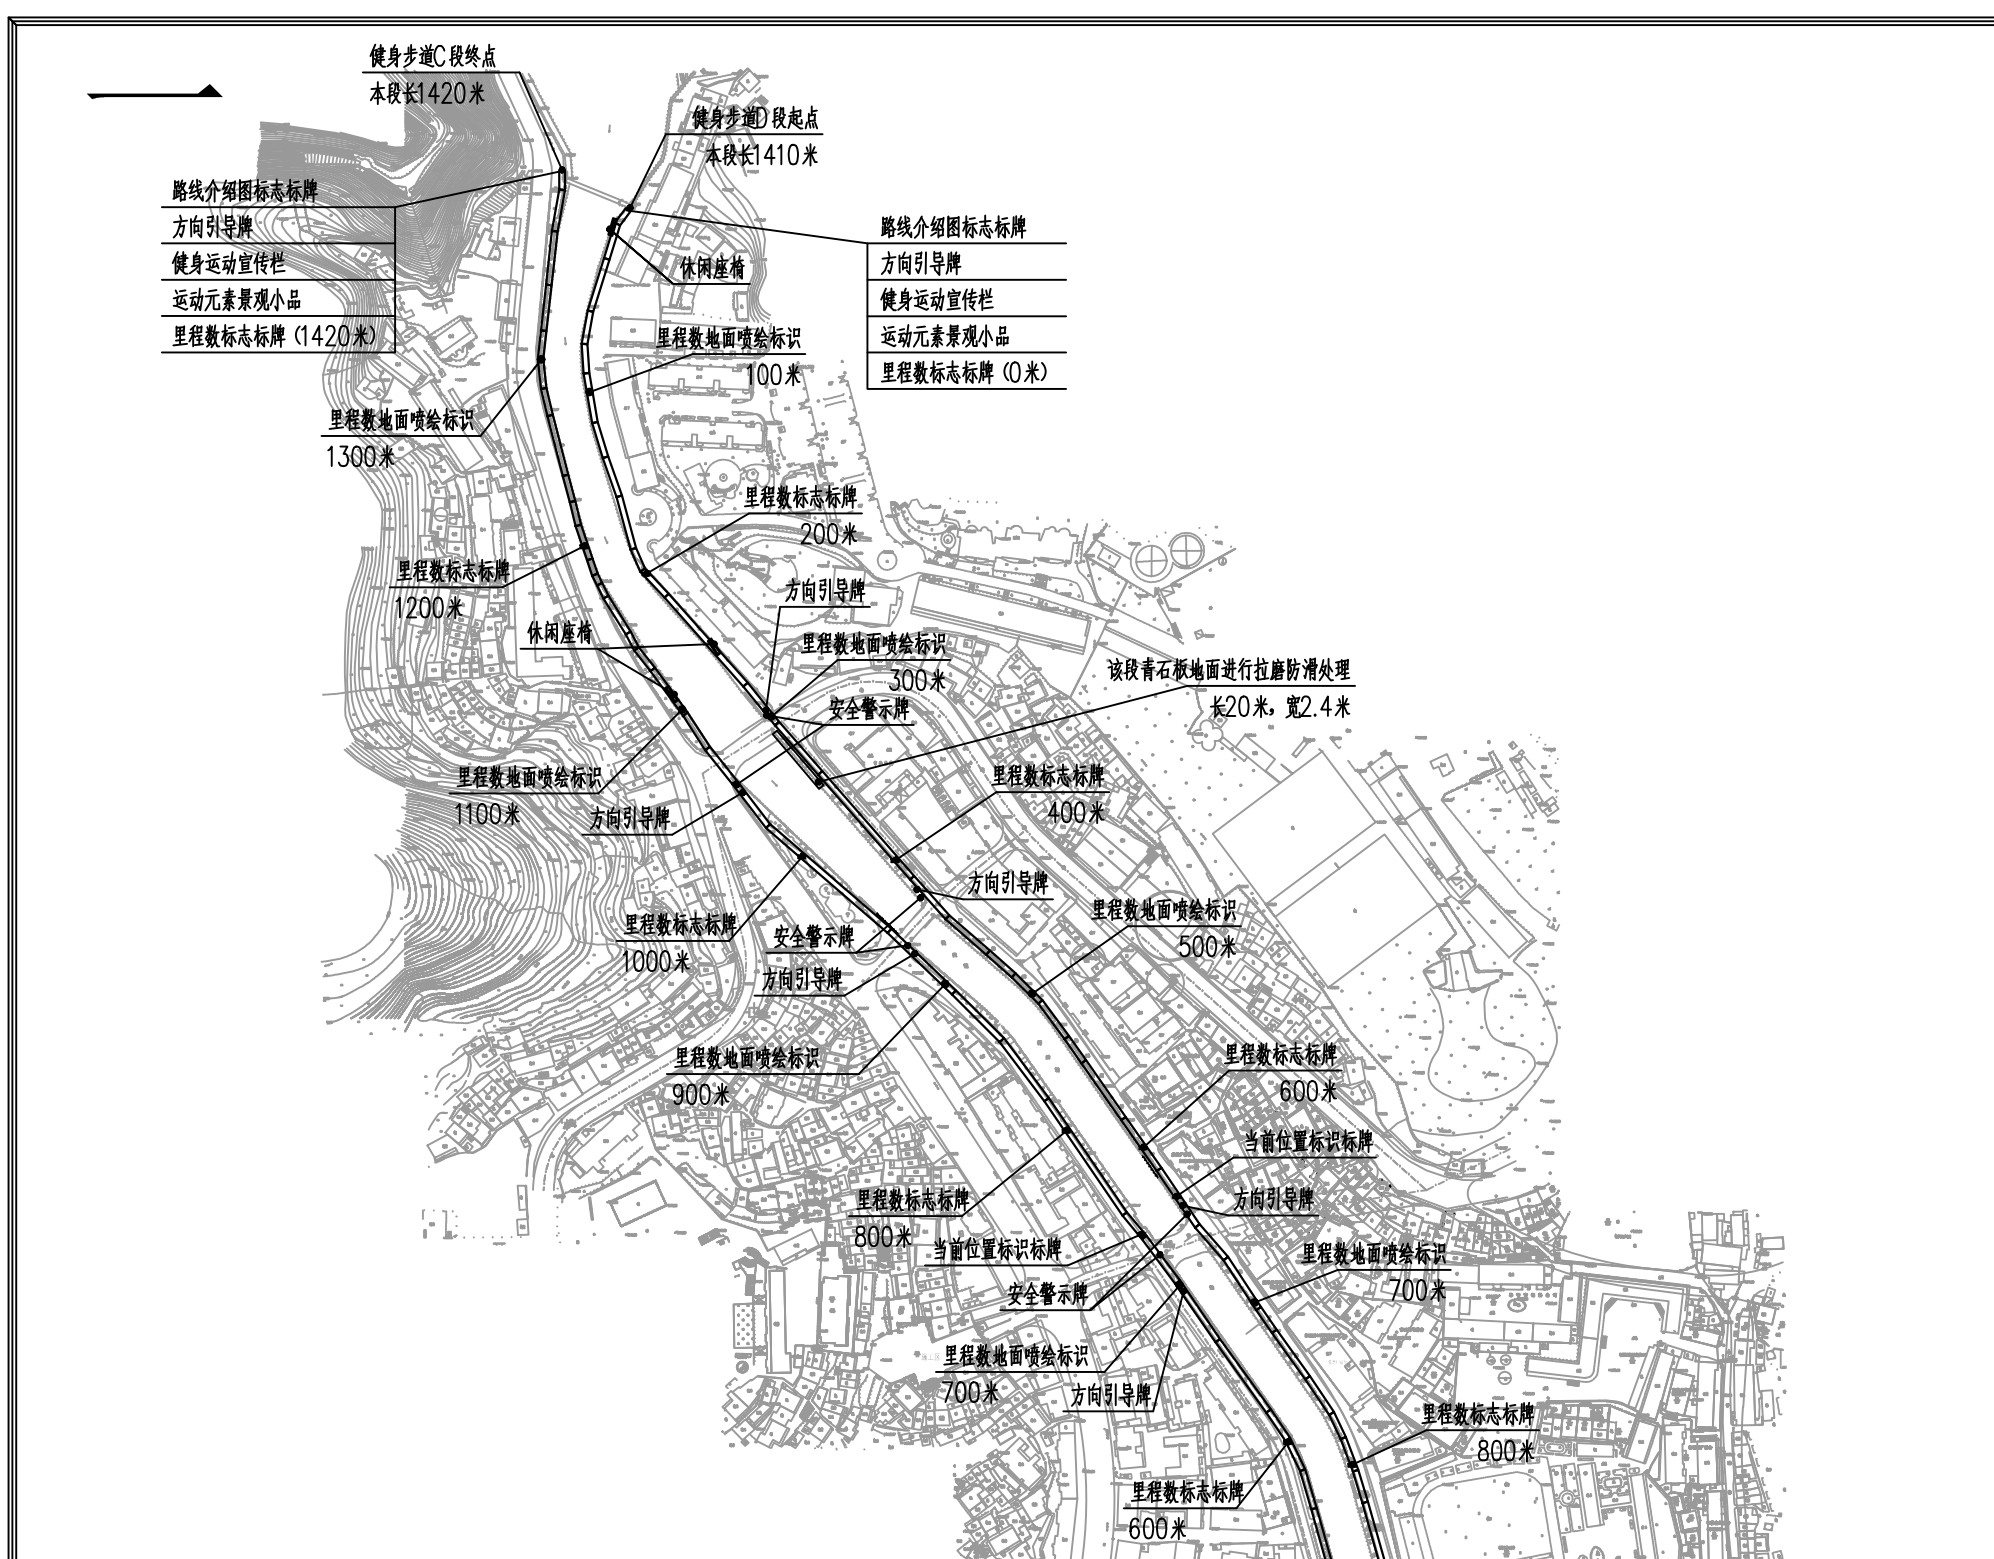 健身步道C段终点
本段长1420米
健身步道D段起点
本段长1410米
路线介绍图标志标牌
方向引导牌
健身运动宣传栏
运动元素景观小品
里程数标志标牌 (1420米)
路线介绍图标志标牌
方向引导牌
健身运动宣传栏
运动元素景观小品
里程数标志标牌 (0米)
休闲座椅
里程数地面喷绘标识
100米
里程数地面喷绘标识
1300米
里程数标志标牌
200米
里程数标志标牌
1200米
方向引导牌
休闲座椅
里程数地面喷绘标识
300米
安全警示牌
该段青石板地面进行拉磨防滑处理
长20米，宽2.4米
里程数地面喷绘标识
1100米
方向引导牌
里程数标志标牌
400米
方向引导牌
里程数地面喷绘标识
500米
里程数标志标牌
1000米
安全警示牌
方向引导牌
里程数地面喷绘标识
900米
里程数标志标牌
600米
当前位置标识标牌
方向引导牌
里程数标志标牌
800米
当前位置标识标牌
安全警示牌
里程数地面喷绘标识
700米
里程数地面喷绘标识
700米
方向引导牌
里程数标志标牌
800米
里程数标志标牌
600米